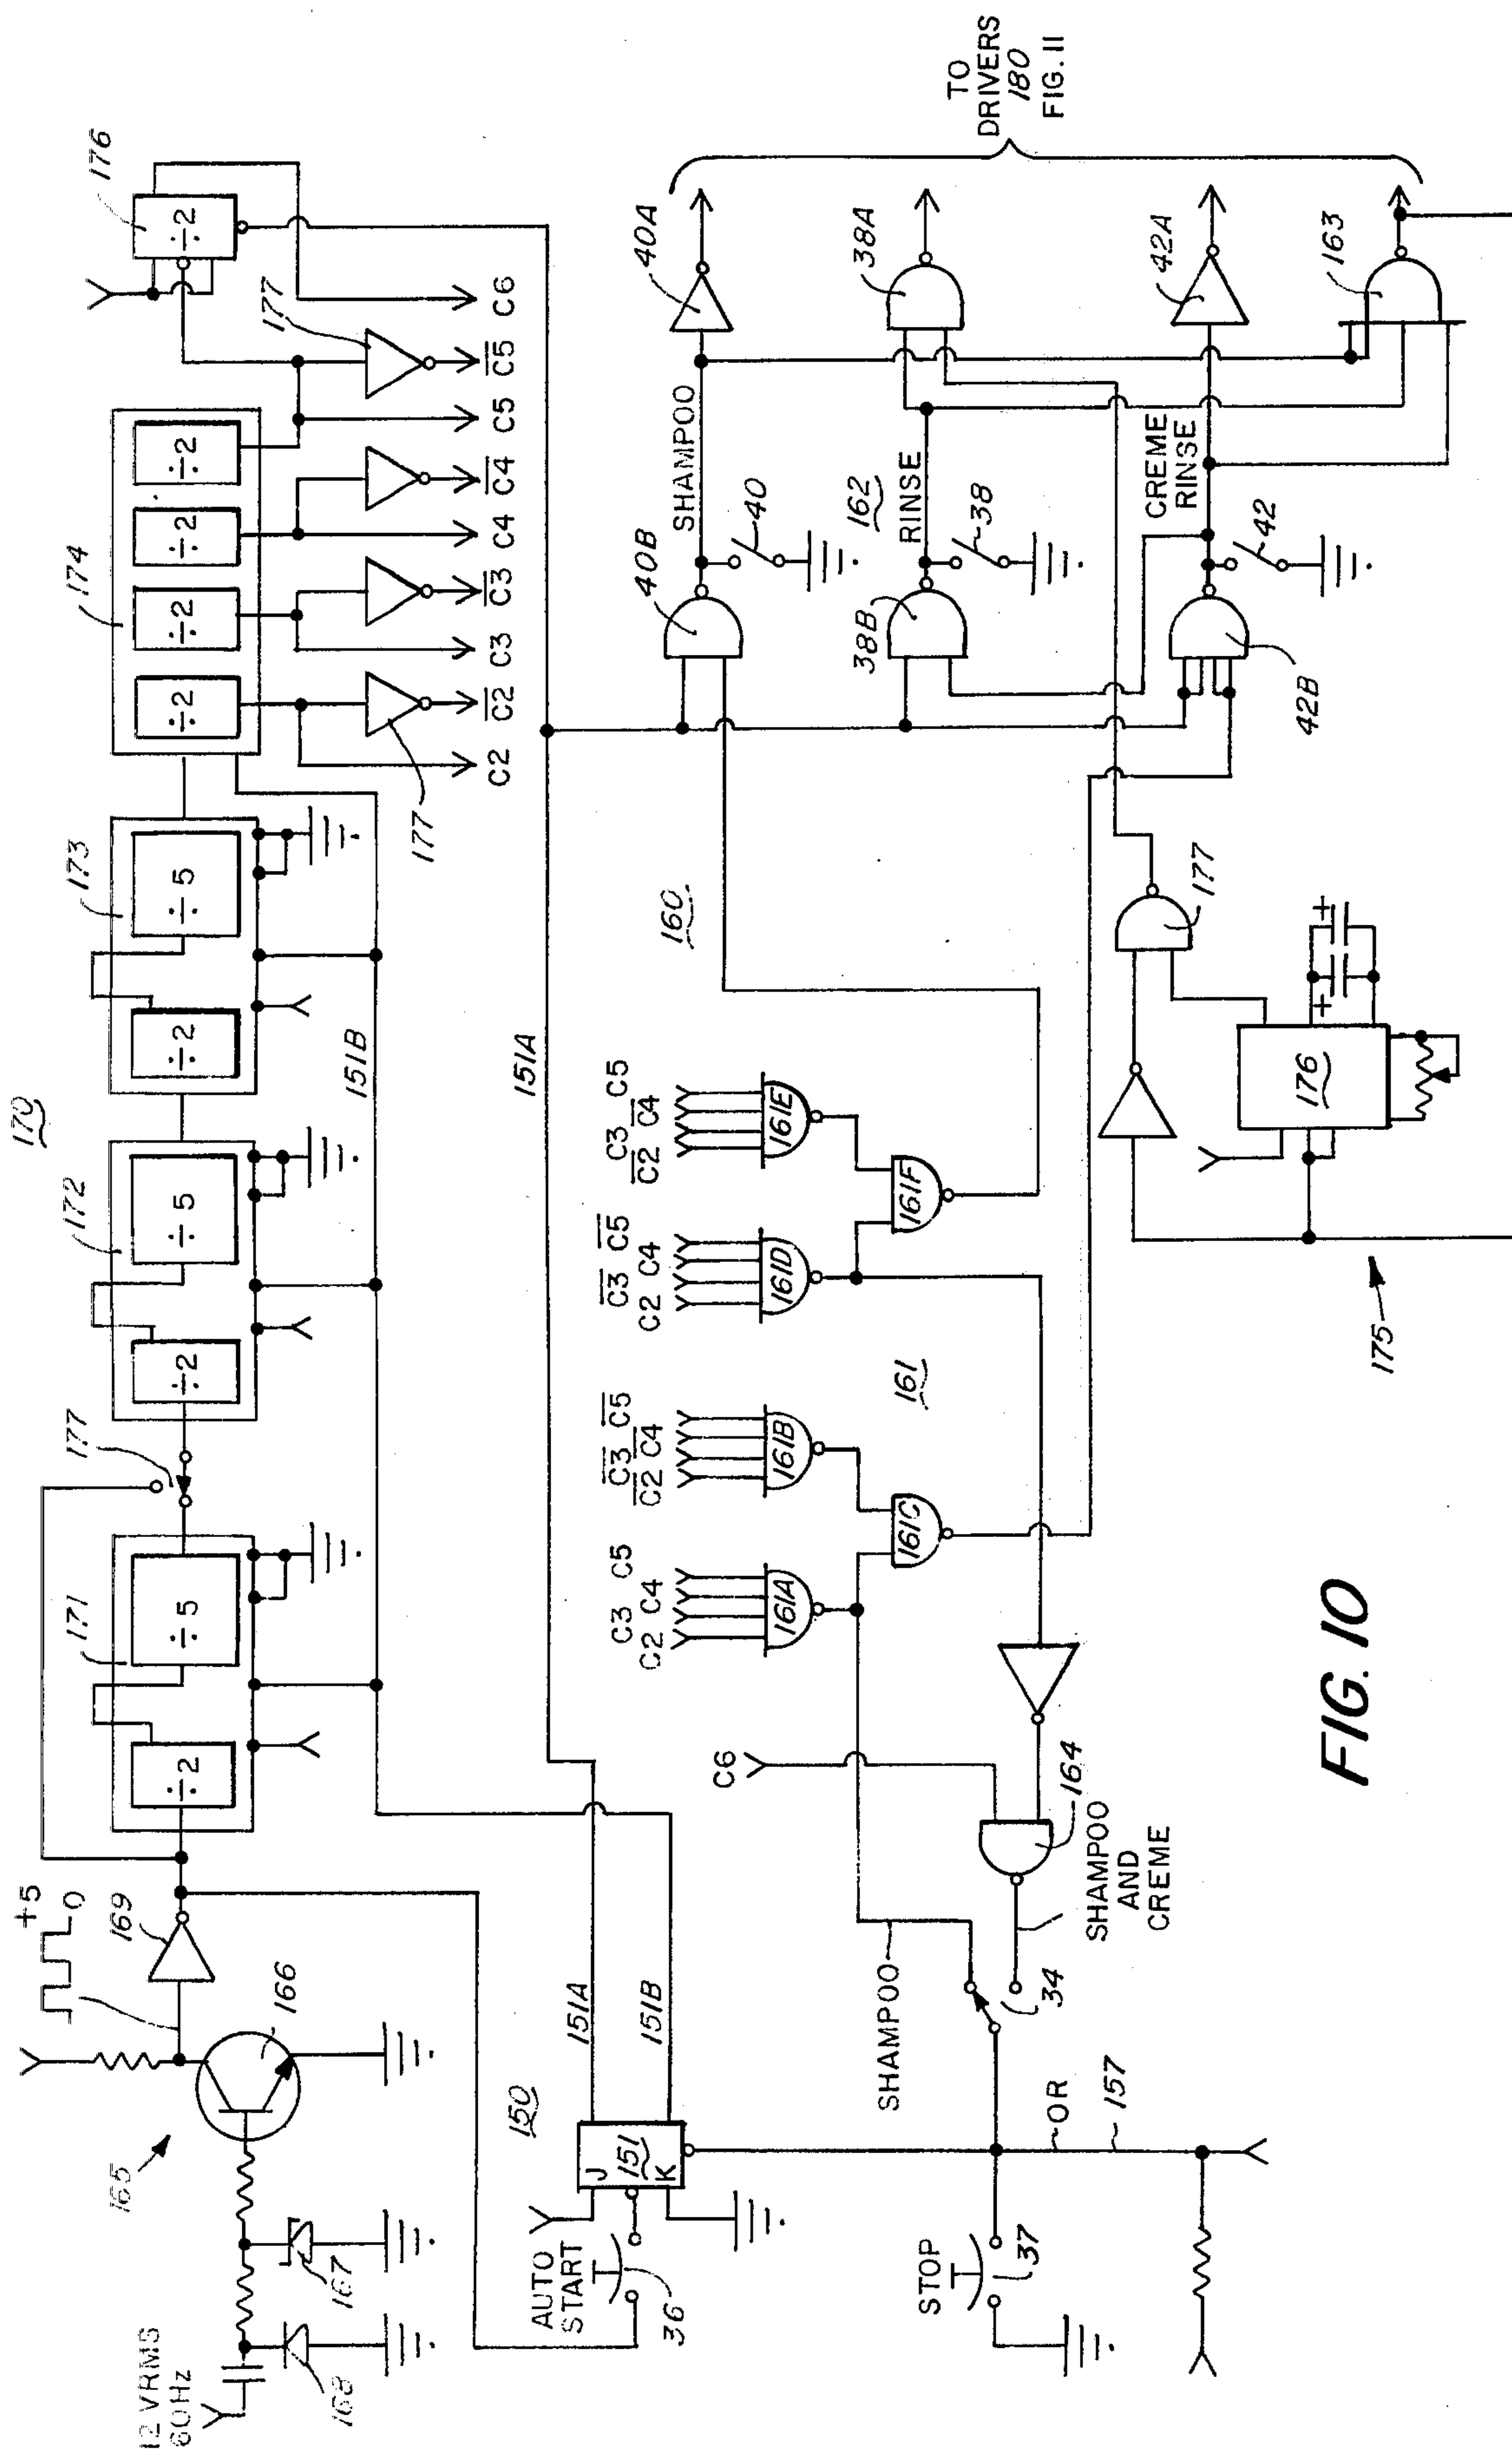 12 VRMS
60Hz
168
167
165
166
+5
0
169
170
÷2
÷5
171
177
÷2
÷5
172
÷2
÷5
173
151B
÷2
÷2
÷2
÷2
174
÷2
176
177
177
C2
C2
C3
C3
C4
C4
C5
C5
C6
AUTO
START
36
150
J
151
K
151A
151B
151A
STOP
37
OR
157
SHAMPOO
34
SHAMPOO
AND
CREME
164
C6
C3 C5
C2 C4
161A
C3 C5
C2 C4
161B
161C
161
C3 C5
C2 C4
161D
C3 C5
C2 C4
161E
161F
160
40B
SHAMPOO
40
40A
38B
162
RINSE
38
38A
42B
CREME
RINSE
42
42A
163
TO
DRIVERS
180
FIG. 11
175
176
+
+
177
FIG. 10